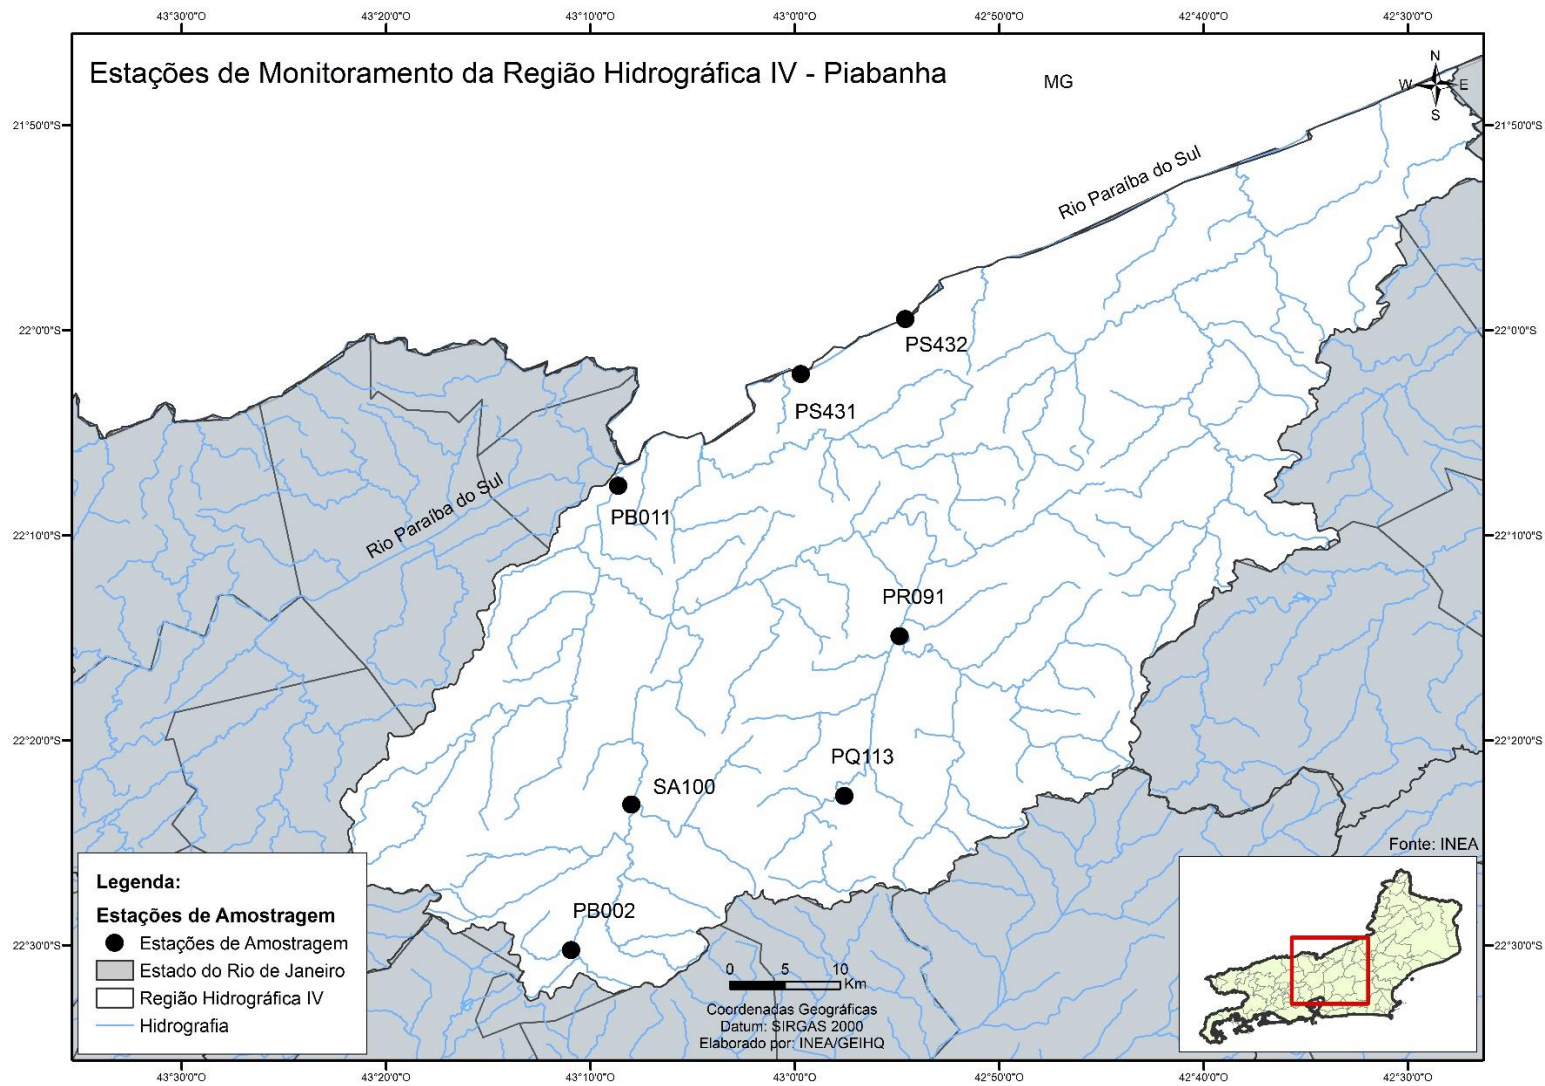 43°30'0"O 43°20'0"O 43°10'0"O 43°0'0"O 42°50'0"O 42°40'0"O 42°30'0"O
Estações de Monitoramento da Região Hidrográfica IV - Piabanha
MG
N
W E
S
21°50'0"S 21°50'0"S
Rio Paraíba do Sul
22°0'0"S 22°0'0"S
PS432
PS431
Rio Paraíba do Sul
PB011
22°10'0"S 22°10'0"S
PR091
22°20'0"S 22°20'0"S
PQ113
SA100
Fonte: INEA
Legenda:
Estações de Amostragem
Estações de Amostragem
Estado do Rio de Janeiro
Região Hidrográfica IV
Hidrografia
PB002
22°30'0"S 22°30'0"S
0 5 10
Km
Coordenadas Geográficas
Datum: SIRGAS 2000
Elaborado por: INEA/GEIHQ
43°30'0"O 43°20'0"O 43°10'0"O 43°0'0"O 42°50'0"O 42°40'0"O 42°30'0"O